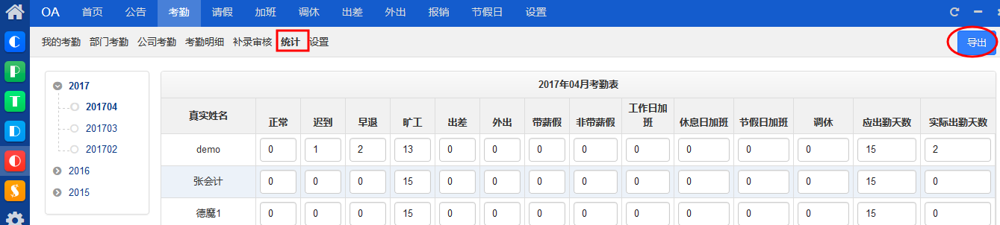 OA 首页 公告 考勤 请假 加班 调休 出差 外出 报销 节假日 设置
我的考勤 部门考勤 公司考勤 考勤明细 补录审核 统计 设置 导出
2017
201704
201703
201702
2016
2015
2017年04月考勤表
真实姓名 正常 迟到 早退 旷工 出差 外出 带薪假 非带薪假 工作日加班 休息日加班 节假日加班 调休 应出勤天数 实际出勤天数
demo 0 1 2 13 0 0 0 0 0 0 0 0 15 2
张会计 0 0 0 15 0 0 0 0 0 0 0 0 15 0
德魔1 0 0 0 15 0 0 0 0 0 0 0 0 15 0